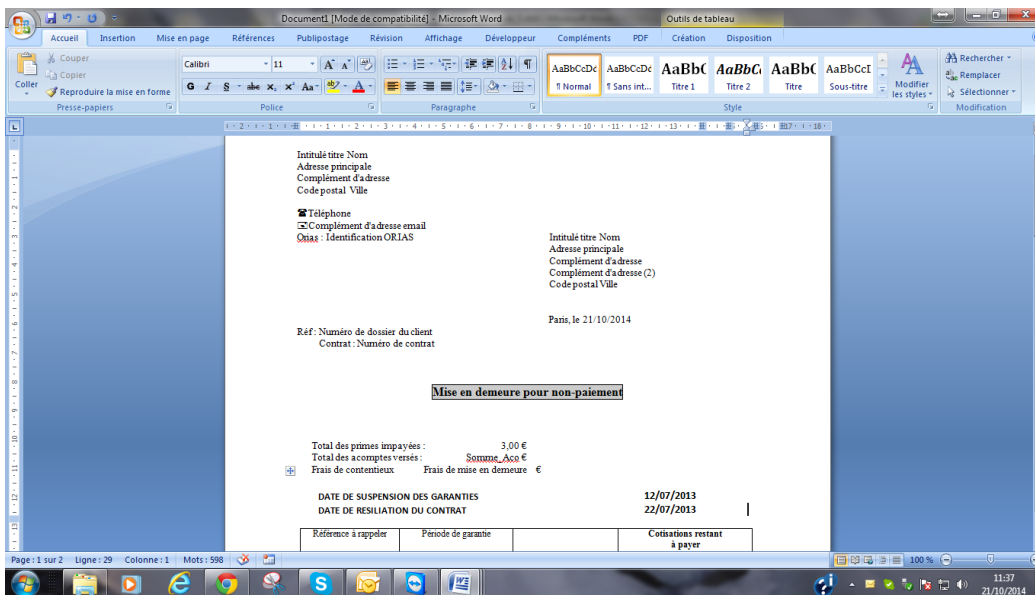 Document1 [Mode de compatibilité] - Microsoft Word
Outils de tableau
Accueil Insertion Mise en page Références Publipostage Révision Affichage Développeur Compléments PDF Création Disposition
Coller
Couper
Copier
Reproduire la mise en forme
Presse-papiers
Calibri 11
G I S abc x, x² Aa
Police
Paragraphe
AaBbCcDc AaBbCcDc AaBbC AaBbCc AaBbC AaBbCcI
¶ Normal ¶ Sans int... Titre 1 Titre 2 Titre Sous-titre
Modifier les styles
Style
Rechercher
Remplacer
Sélectionner
Modification
Intitulé titre Nom
Adresse principale
Complément d'adresse
Code postal Ville
☎Téléphone
Complément d'adresse email
Orias : Identification ORIAS
Intitulé titre Nom
Adresse principale
Complément d'adresse
Complément d'adresse (2)
Code postal Ville
Paris, le 21/10/2014
Réf : Numéro de dossier du client
Contrat : Numéro de contrat
Mise en demeure pour non-paiement
Total des primes impayées : 3,00 €
Total des acomptes versés : Somme_Aco €
Frais de contentieux Frais de mise en demeure €
DATE DE SUSPENSION DES GARANTIES 12/07/2013
DATE DE RESILIATION DU CONTRAT 22/07/2013
Référence à rappeler Période de garantie Cotisations restant
à payer
Page : 1 sur 2 Ligne : 29 Colonne : 1 Mots : 598 100 %
11:37
21/10/2014